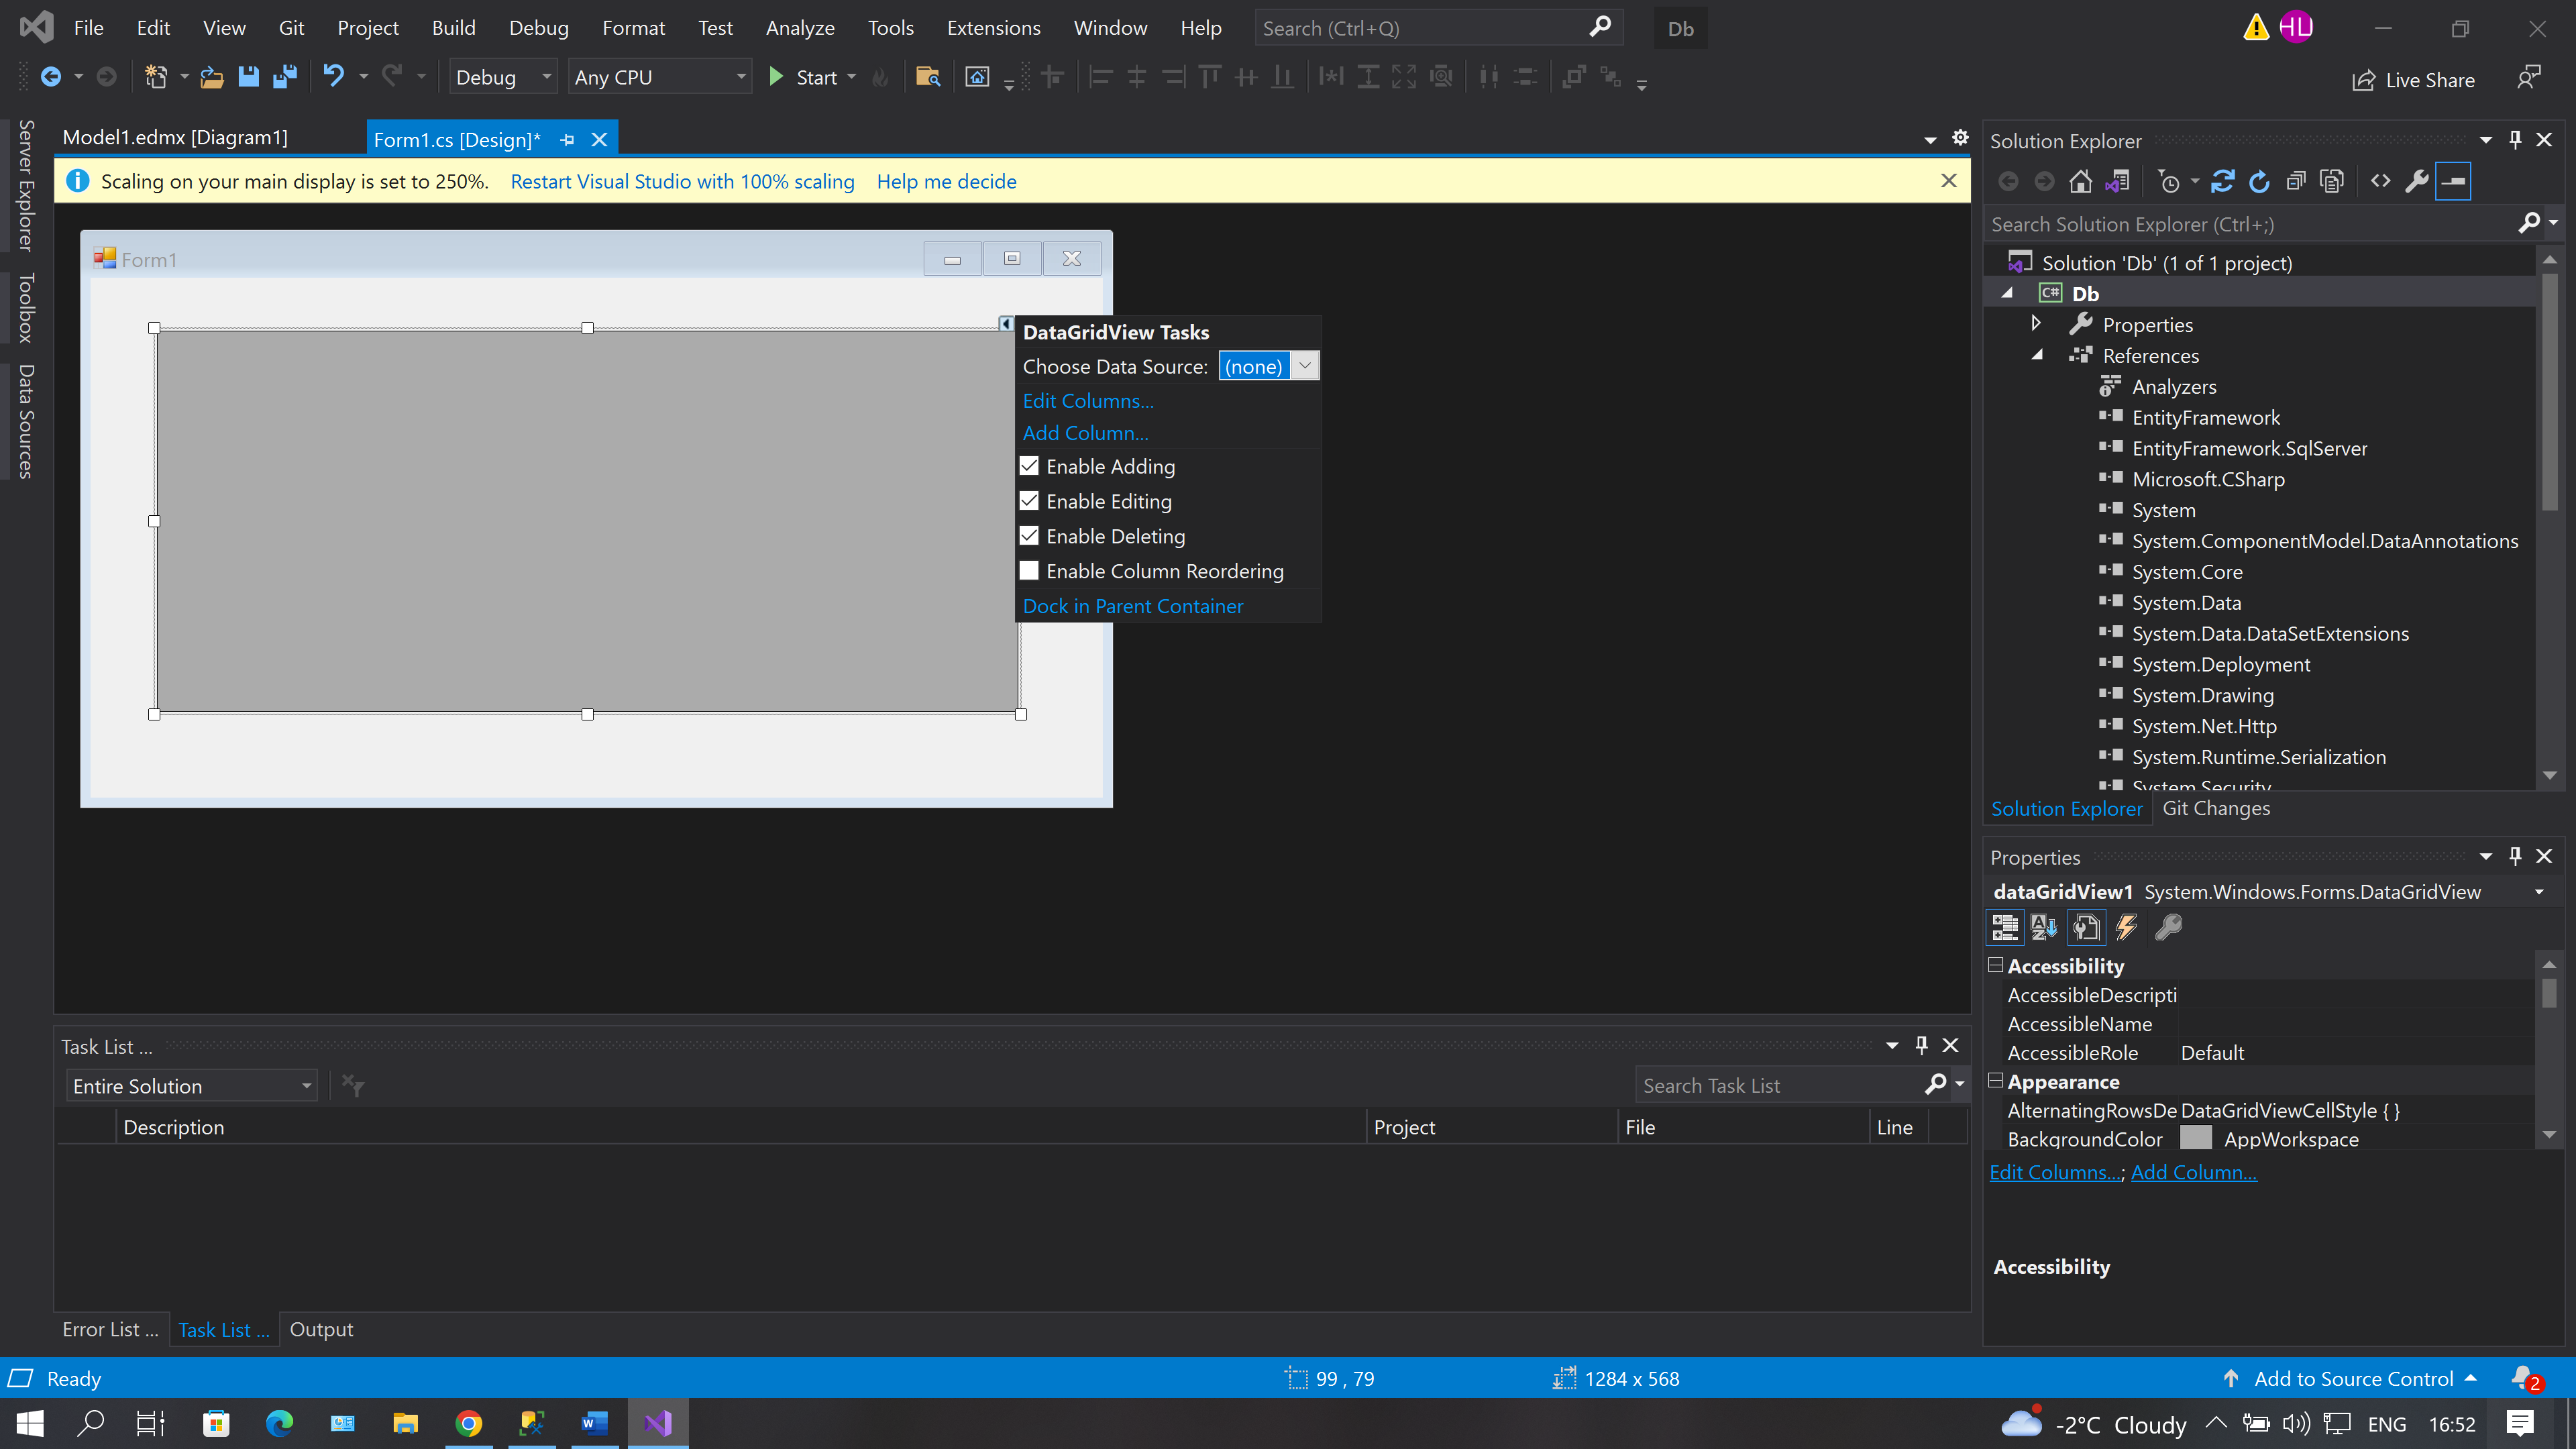 File Edit View Git Project Build Debug Format Test Analyze Tools Extensions Window Help Search (Ctrl+Q) Db HU
Debug Any CPU Start Live Share
Server Explorer
Toolbox
Data Sources
Model1.edmx [Diagram1] Form1.cs [Design]*
Scaling on your main display is set to 250%. Restart Visual Studio with 100% scaling Help me decide
Form1
DataGridView Tasks
Choose Data Source: (none)
Edit Columns...
Add Column...
Enable Adding
Enable Editing
Enable Deleting
Enable Column Reordering
Dock in Parent Container
Solution Explorer
Search Solution Explorer (Ctrl+;)
Solution 'Db' (1 of 1 project)
C# Db
Properties
References
Analyzers
EntityFramework
EntityFramework.SqlServer
Microsoft.CSharp
System
System.ComponentModel.DataAnnotations
System.Core
System.Data
System.Data.DataSetExtensions
System.Deployment
System.Drawing
System.Net.Http
System.Runtime.Serialization
System.Security
Solution Explorer Git Changes
Properties
dataGridView1 System.Windows.Forms.DataGridView
Accessibility
AccessibleDescripti
AccessibleName
AccessibleRole Default
Appearance
AlternatingRowsDe DataGridViewCellStyle { }
BackgroundColor AppWorkspace
Edit Columns...; Add Column...
Accessibility
Task List ...
Entire Solution Search Task List
Description Project File Line
Error List ... Task List ... Output
Ready 99 , 79 1284 x 568 Add to Source Control 2
-2°C Cloudy ENG 16:52